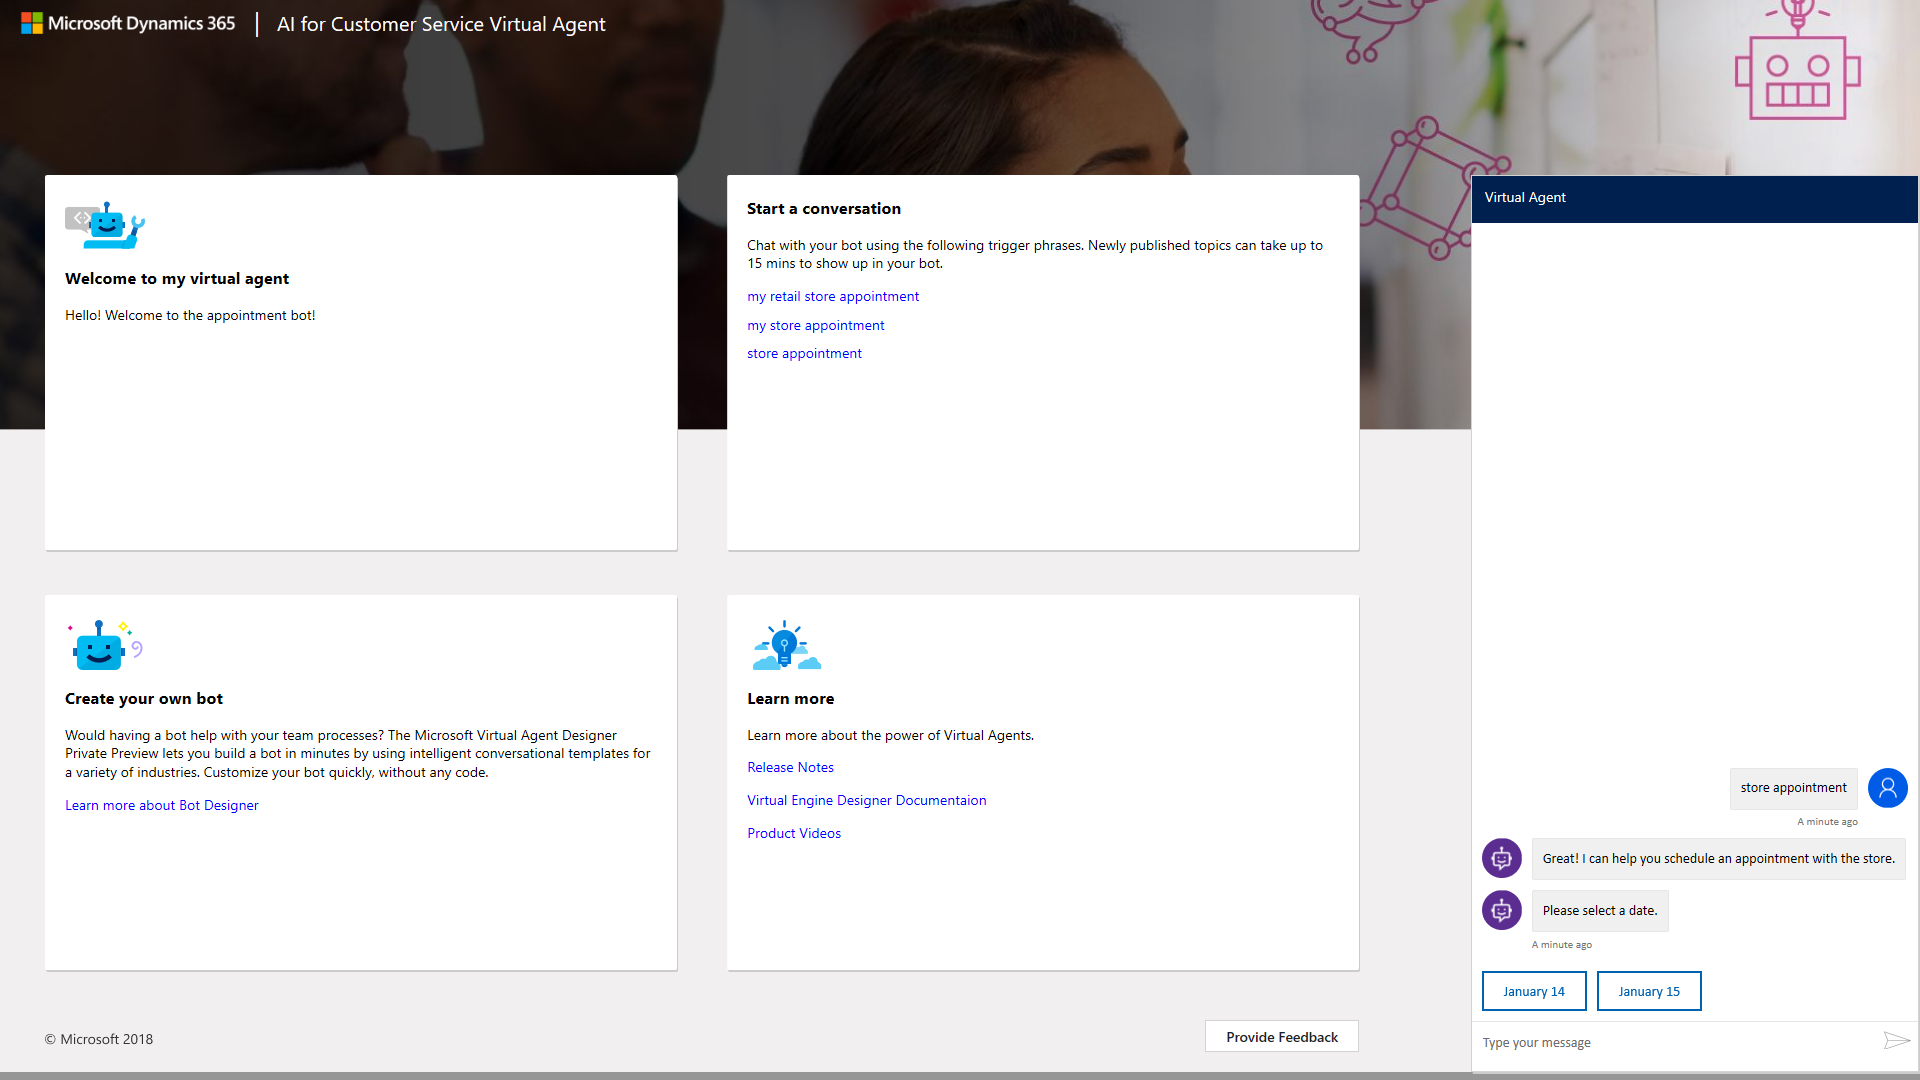 Microsoft Dynamics 365
AI for Customer Service Virtual Agent
Welcome to my virtual agent
Hello! Welcome to the appointment bot!
Start a conversation
Chat with your bot using the following trigger phrases. Newly published topics can take up to
15 mins to show up in your bot.
my retail store appointment
my store appointment
store appointment
Create your own bot
Would having a bot help with your team processes? The Microsoft Virtual Agent Designer
Private Preview lets you build a bot in minutes by using intelligent conversational templates for
a variety of industries. Customize your bot quickly, without any code.
Learn more about Bot Designer
Learn more
Learn more about the power of Virtual Agents.
Release Notes
Virtual Engine Designer Documentaion
Product Videos
© Microsoft 2018
Provide Feedback
Virtual Agent
store appointment
A minute ago
Great! I can help you schedule an appointment with the store.
Please select a date.
A minute ago
January 14
January 15
Type your message